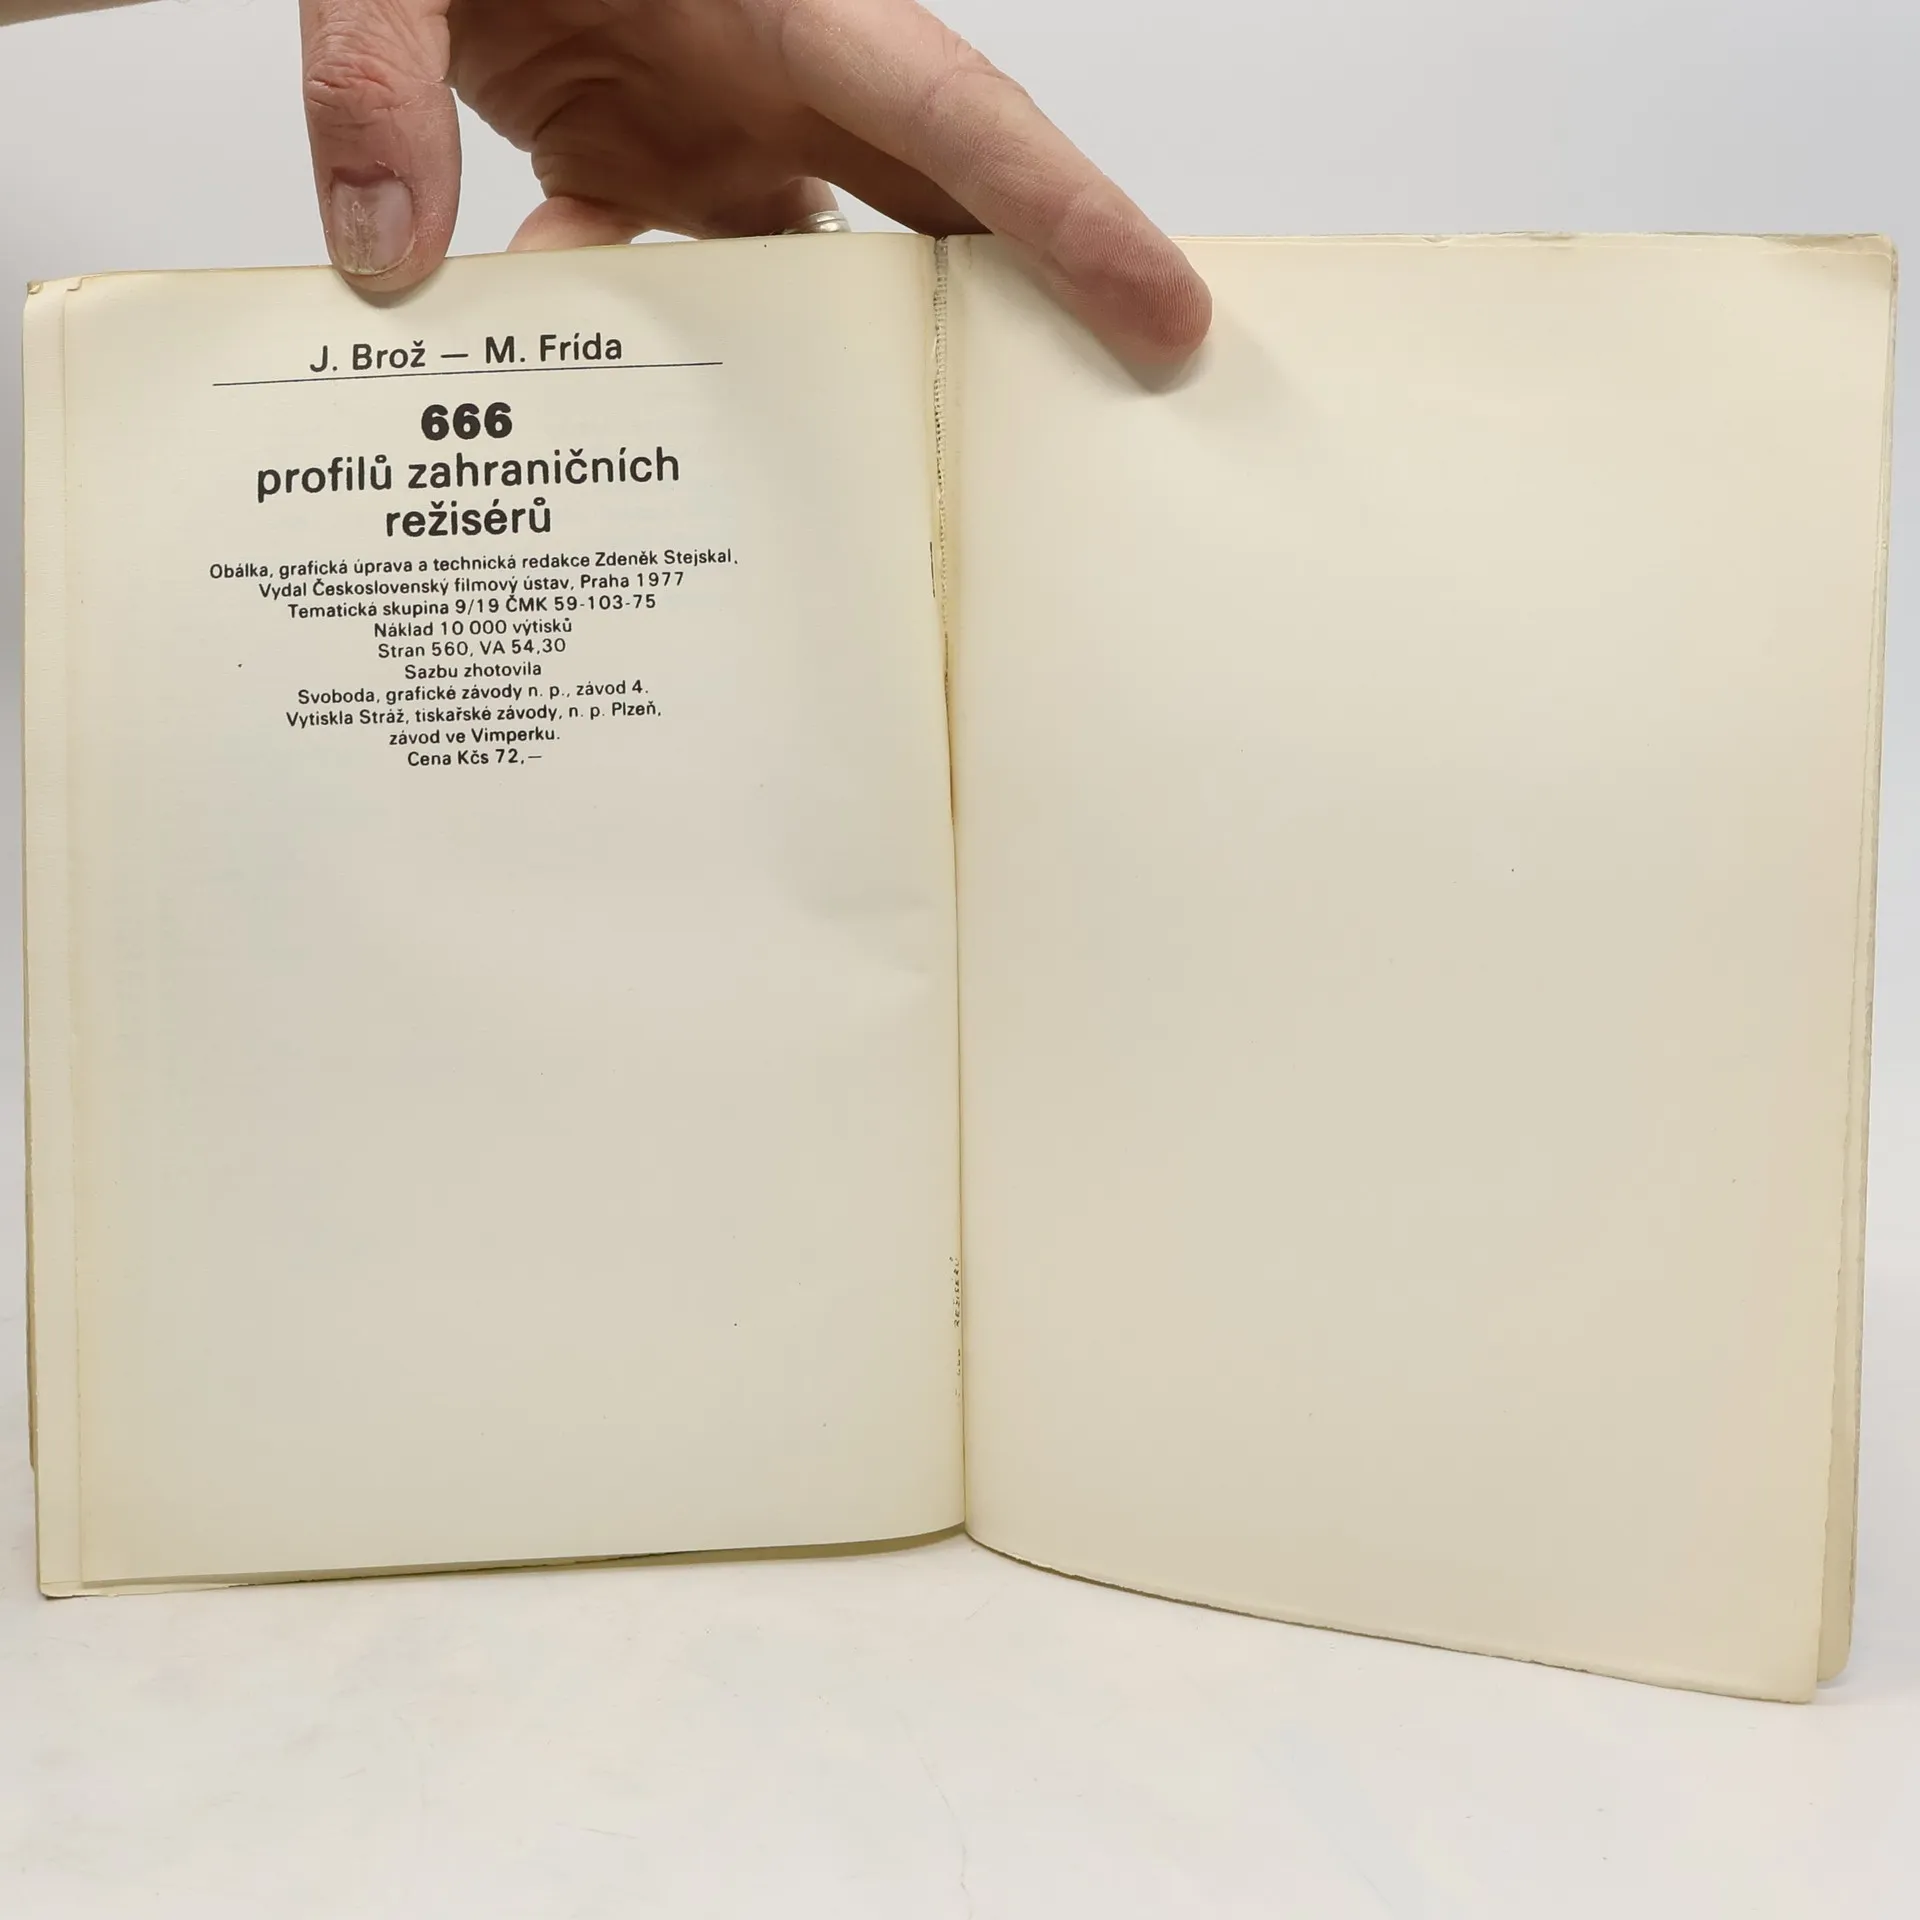 J. Brož — M. Frída
666
profilů zahraničních
režisérů
Obálka, grafická úprava a technická redakce Zdeněk Stejskal.
Vydal Československý filmový ústav, Praha 1977
Tematická skupina 9/19 ČMK 59-103-75
Náklad 10 000 výtisků
Stran 560, VA 54,30
Sazbu zhotovila
Svoboda, grafické závody n. p., závod 4.
Vytiskla Stráž, tiskařské závody, n. p. Plzeň,
závod ve Vimperku.
Cena Kčs 72,—
REŽISÉRŮ